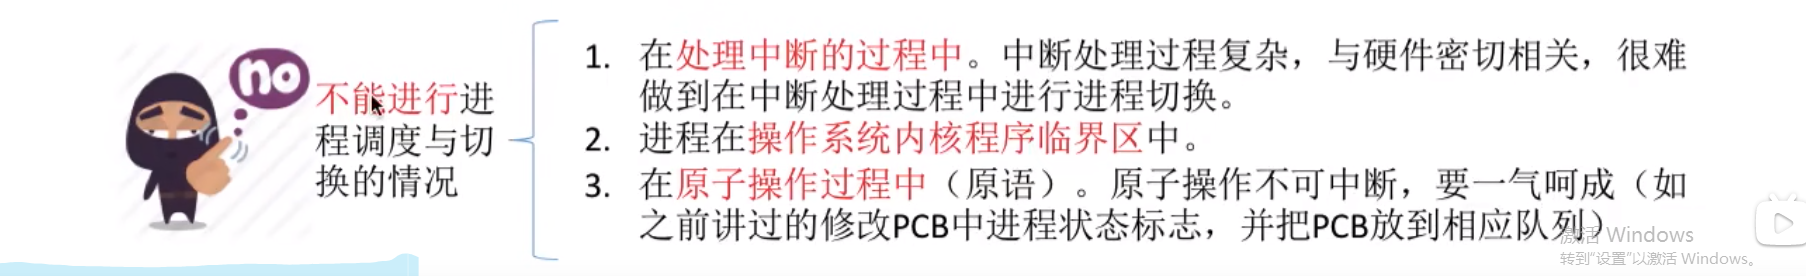 no
不能进行进
程调度与切
换的情况
1. 在处理中断的过程中。中断处理过程复杂，与硬件密切相关，很难
做到在中断处理过程中进行进程切换。
2. 进程在操作系统内核程序临界区中。
3. 在原子操作过程中（原语）。原子操作不可中断，要一气呵成（如
之前讲过的修改PCB中进程状态标志，并把PCB放到相应队列）
激活 Windows
转到“设置”以激活 Windows。